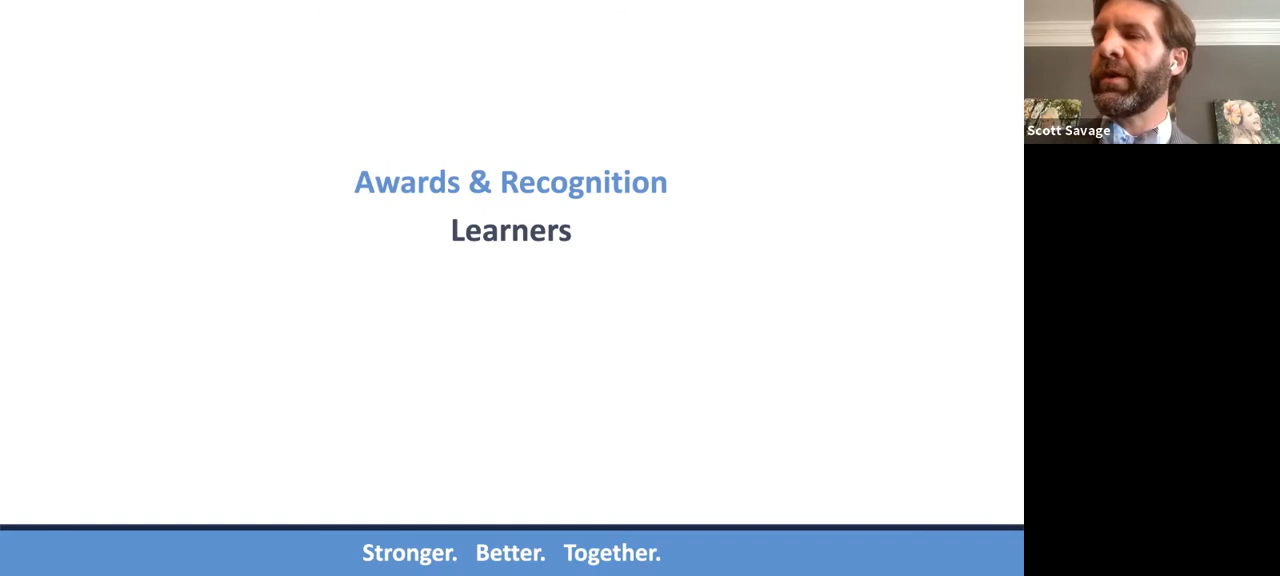 Awards & Recognition
Learners
Scott Savage
Stronger. Better. Together.